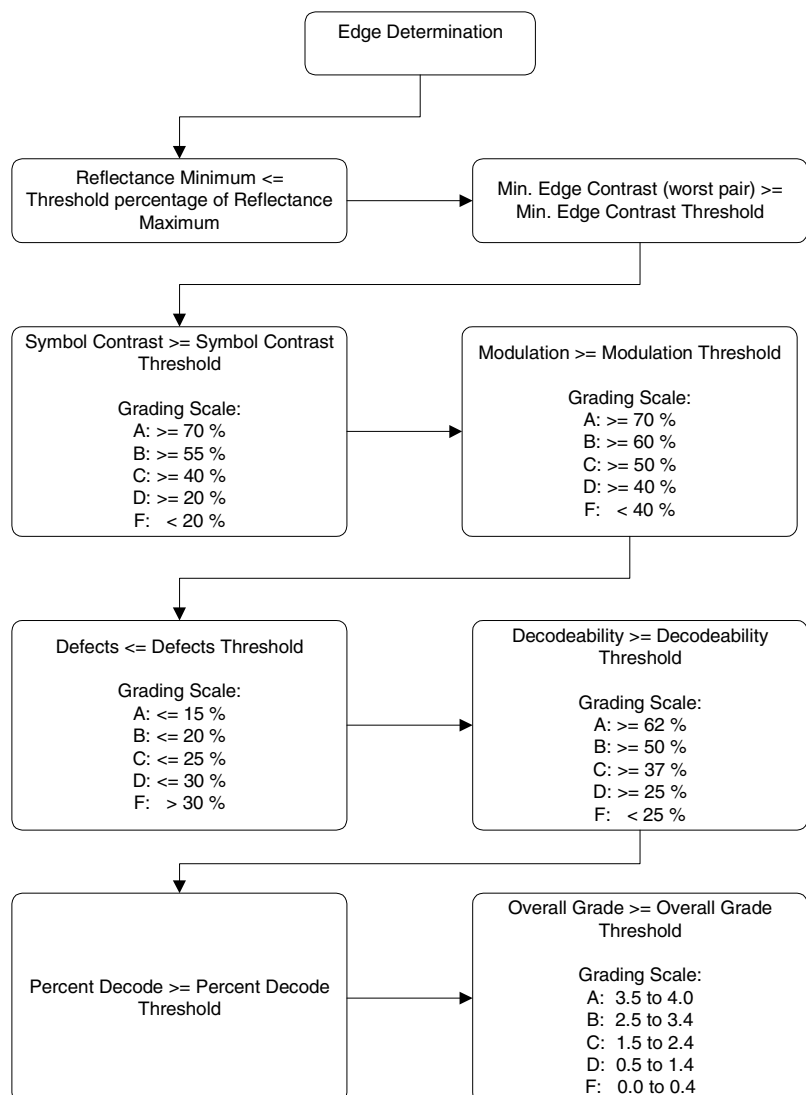 Edge Determination
Reflectance Minimum <=
Threshold percentage of Reflectance
Maximum
Min. Edge Contrast (worst pair) >=
Min. Edge Contrast Threshold
Symbol Contrast >= Symbol Contrast
Threshold
Grading Scale:
A: >= 70 %
B: >= 55 %
C: >= 40 %
D: >= 20 %
F: < 20 %
Modulation >= Modulation Threshold
Grading Scale:
A: >= 70 %
B: >= 60 %
C: >= 50 %
D: >= 40 %
F: < 40 %
Defects <= Defects Threshold
Grading Scale:
A: <= 15 %
B: <= 20 %
C: <= 25 %
D: <= 30 %
F: > 30 %
Decodeability >= Decodeability
Threshold
Grading Scale:
A: >= 62 %
B: >= 50 %
C: >= 37 %
D: >= 25 %
F: < 25 %
Percent Decode >= Percent Decode
Threshold
Overall Grade >= Overall Grade
Threshold
Grading Scale:
A: 3.5 to 4.0
B: 2.5 to 3.4
C: 1.5 to 2.4
D: 0.5 to 1.4
F: 0.0 to 0.4